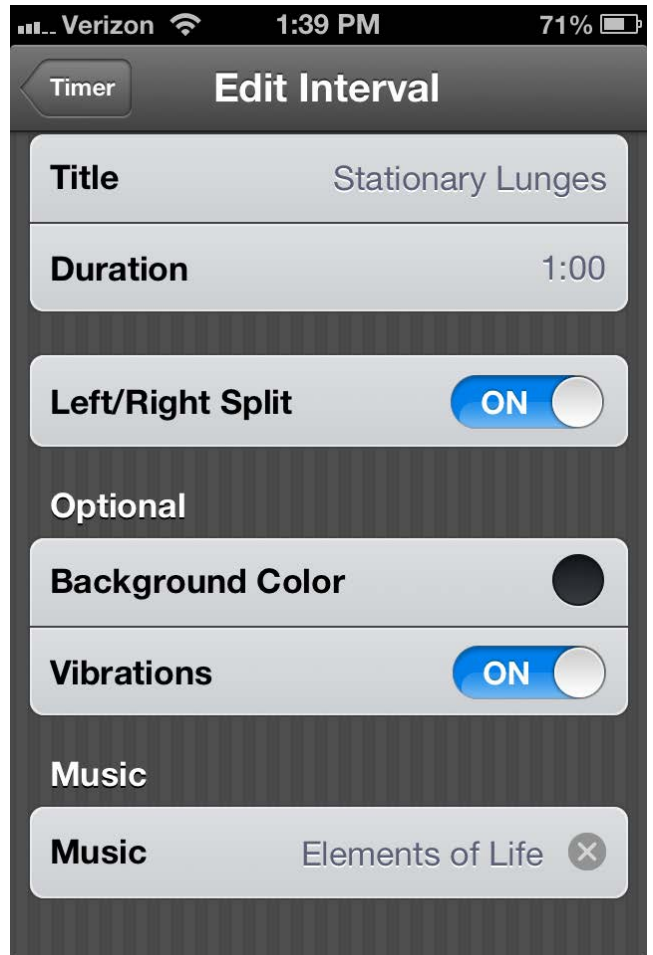 Verizon 1:39 PM 71%
Timer Edit Interval
Title Stationary Lunges
Duration 1:00
Left/Right Split ON
Optional
Background Color
Vibrations ON
Music
Music Elements of Life